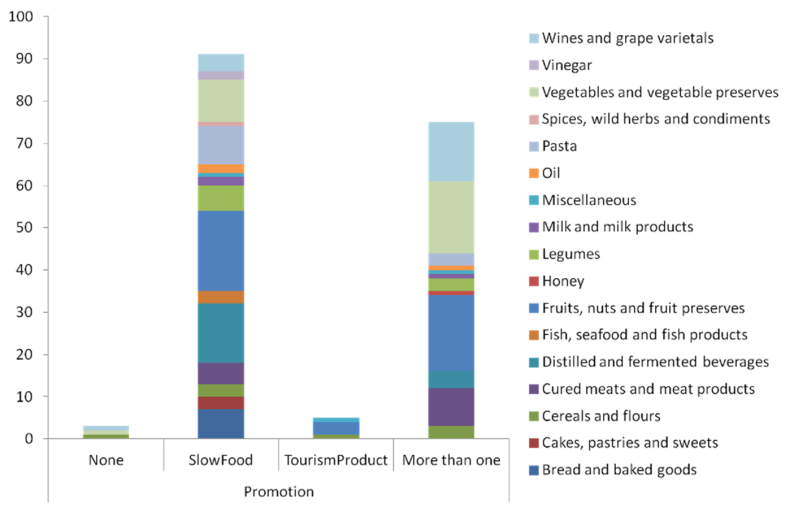 100
90
80
70
60
50
40
30
20
10
0
None
SlowFood
TourismProduct
More than one
Promotion
Wines and grape varietals
Vinegar
Vegetables and vegetable preserves
Spices, wild herbs and condiments
Pasta
Oil
Miscellaneous
Milk and milk products
Legumes
Honey
Fruits, nuts and fruit preserves
Fish, seafood and fish products
Distilled and fermented beverages
Cured meats and meat products
Cereals and flours
Cakes, pastries and sweets
Bread and baked goods